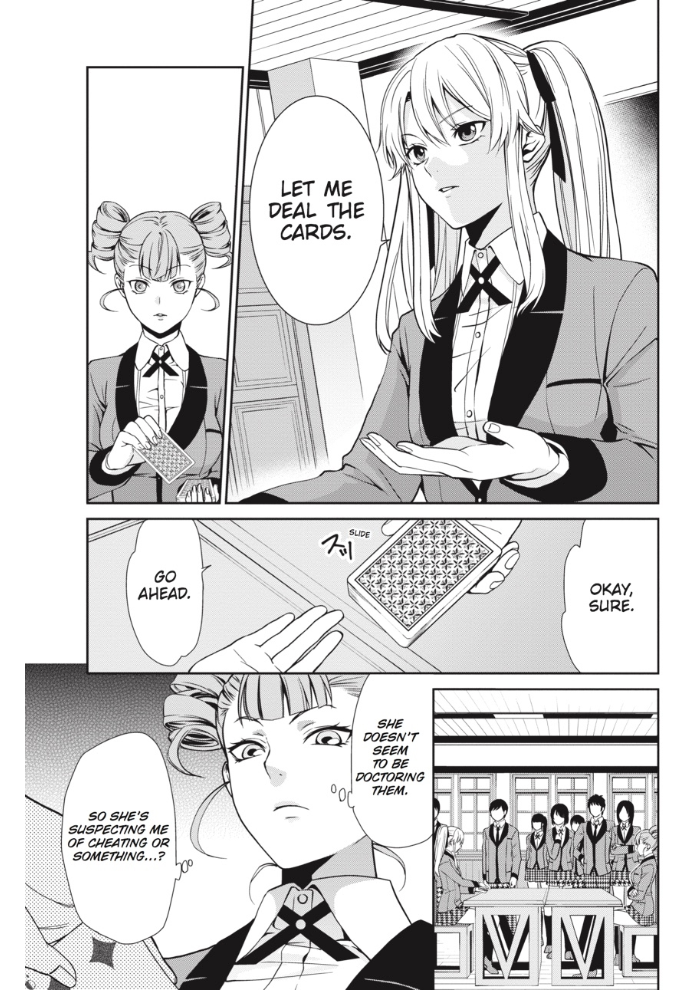 LET ME
DEAL THE
CARDS.
OKAY,
SURE.
SLIDE
ズッ
GO
AHEAD.
SHE
DOESN'T
SEEM
TO BE
DOCTORING
THEM.
SO SHE'S
SUSPECTING ME
OF CHEATING OR
SOMETHING...?